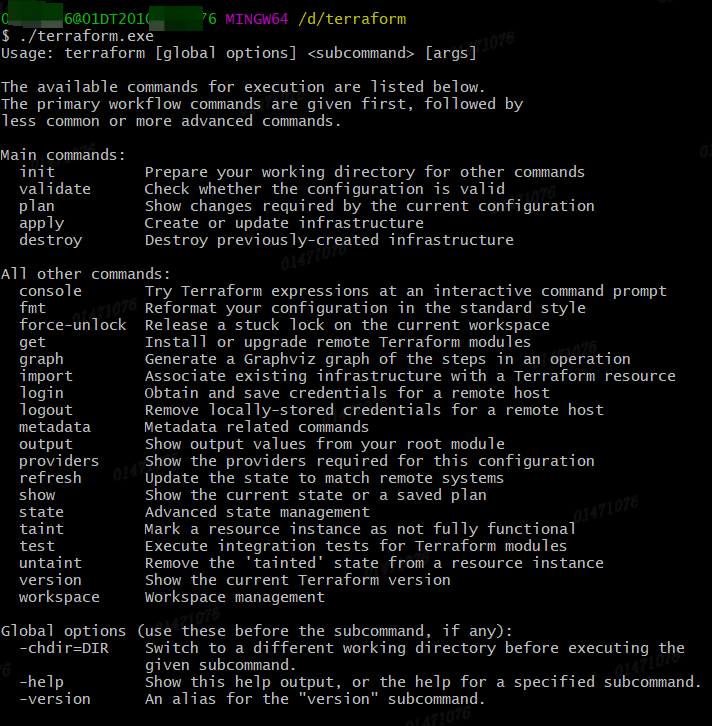 6@01DT2010 76 MINGW64 /d/terraform
$ ./terraform.exe
Usage: terraform [global options] <subcommand> [args]
The available commands for execution are listed below.
The primary workflow commands are given first, followed by
less common or more advanced commands.
Main commands:
init Prepare your working directory for other commands
validate Check whether the configuration is valid
plan Show changes required by the current configuration
apply Create or update infrastructure
destroy Destroy previously-created infrastructure
All other commands:
console Try Terraform expressions at an interactive command prompt
fmt Reformat your configuration in the standard style
force-unlock Release a stuck lock on the current workspace
get Install or upgrade remote Terraform modules
graph Generate a Graphviz graph of the steps in an operation
import Associate existing infrastructure with a Terraform resource
login Obtain and save credentials for a remote host
logout Remove locally-stored credentials for a remote host
metadata Metadata related commands
output Show output values from your root module
providers Show the providers required for this configuration
refresh Update the state to match remote systems
show Show the current state or a saved plan
state Advanced state management
taint Mark a resource instance as not fully functional
test Execute integration tests for Terraform modules
untaint Remove the 'tainted' state from a resource instance
version Show the current Terraform version
workspace Workspace management
Global options (use these before the subcommand, if any):
-chdir=DIR Switch to a different working directory before executing the
given subcommand.
-help Show this help output, or the help for a specified subcommand.
-version An alias for the "version" subcommand.